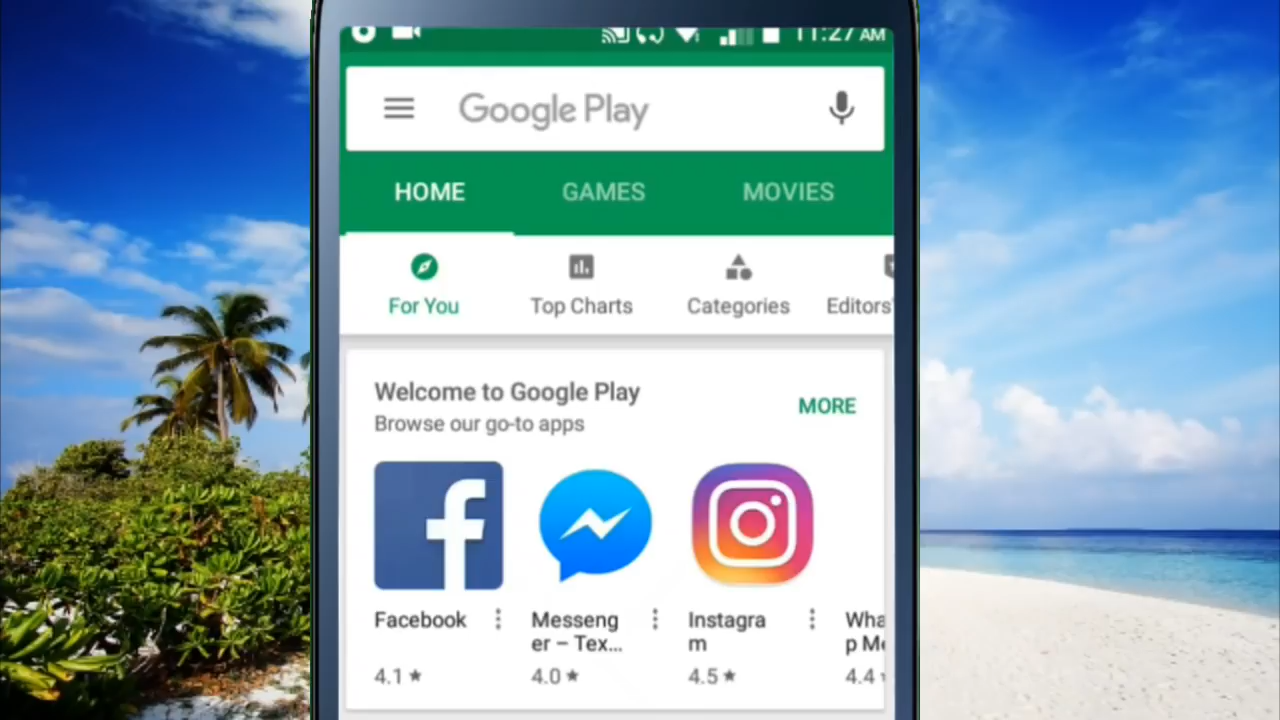 11:27 AM
Google Play
HOME GAMES MOVIES
For You Top Charts Categories Editors'
Welcome to Google Play
MORE
Browse our go-to apps
Facebook Messeng Instagra Wha
er – Tex... m p Me
4.1★ 4.0★ 4.5★ 4.4